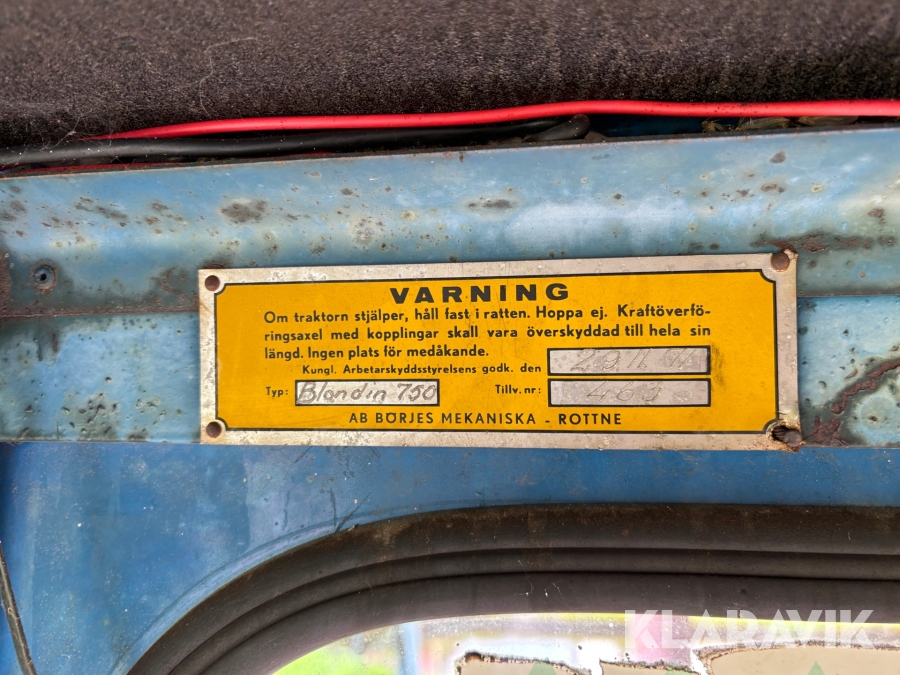 VARNING
Om traktorn stjälper, håll fast i ratten. Hoppa ej. Kraftöverfö-
ringsaxel med kopplingar skall vara överskyddad till hela sin
längd. Ingen plats för medåkande.
Kungl. Arbetarskyddsstyrelsens godk. den
Typ: Blondin 750 Tillv. nr: 463
AB BÖRJES MEKANISKA - ROTTNE
KLARAVIK